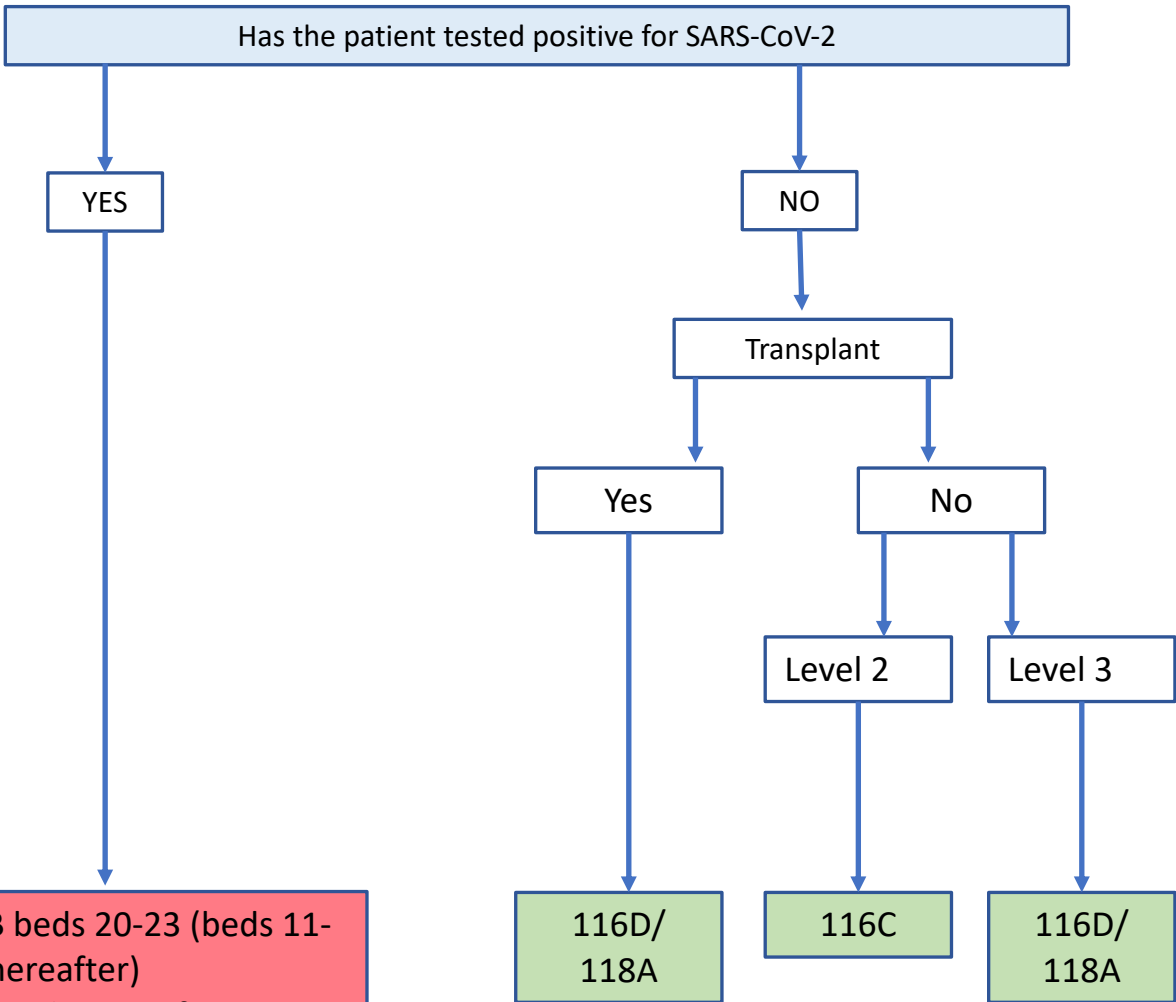 Has the patient tested positive for SARS-CoV-2
YES
NO
Transplant
Yes
No
Level 2
Level 3
beds 20-23 (beds 11-
hereafter)
116D/
118A
116C
116D/
118A